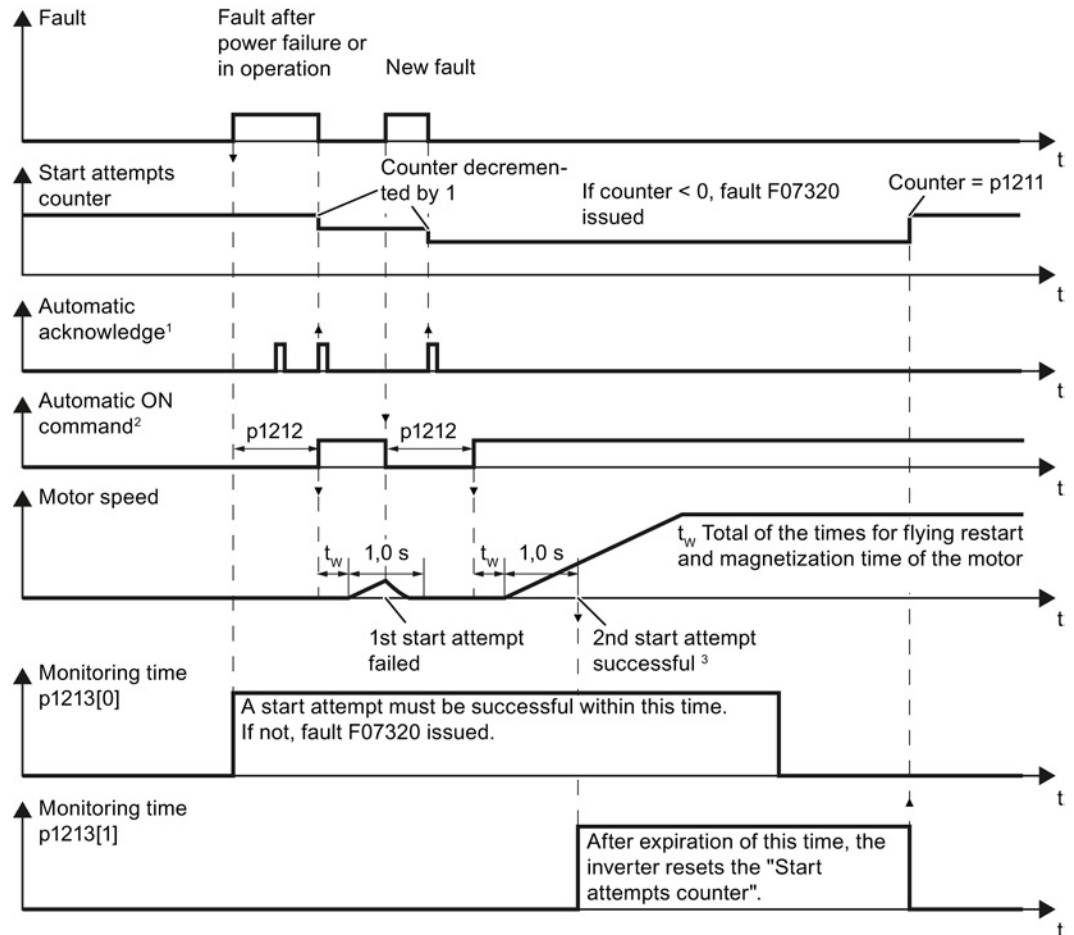 Fault
Fault after
power failure or
in operation
New fault
t
Start attempts
counter
Counter decremen-
ted by 1
If counter < 0, fault F07320
issued
Counter = p1211
t
Automatic
acknowledge¹
t
Automatic ON
command²
p1212
p1212
t
Motor speed
t_w
1,0 s
t_w
1,0 s
t_w Total of the times for flying restart
and magnetization time of the motor
t
1st start attempt
failed
2nd start attempt
successful ³
Monitoring time
p1213[0]
A start attempt must be successful within this time.
If not, fault F07320 issued.
t
Monitoring time
p1213[1]
After expiration of this time, the
inverter resets the "Start
attempts counter".
t